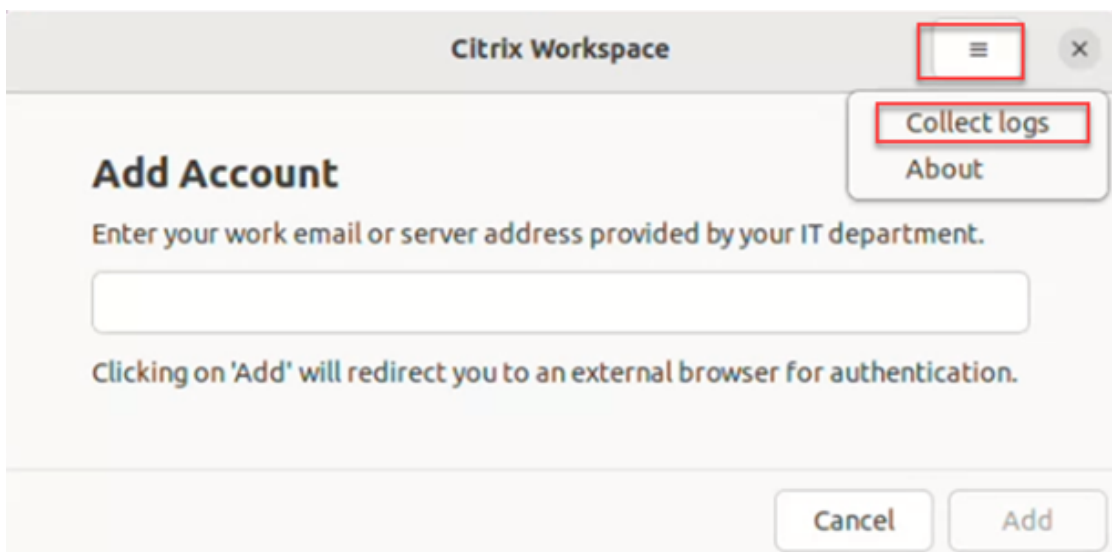 Citrix Workspace
Collect logs
About
Add Account
Enter your work email or server address provided by your IT department.
Clicking on 'Add' will redirect you to an external browser for authentication.
Cancel
Add